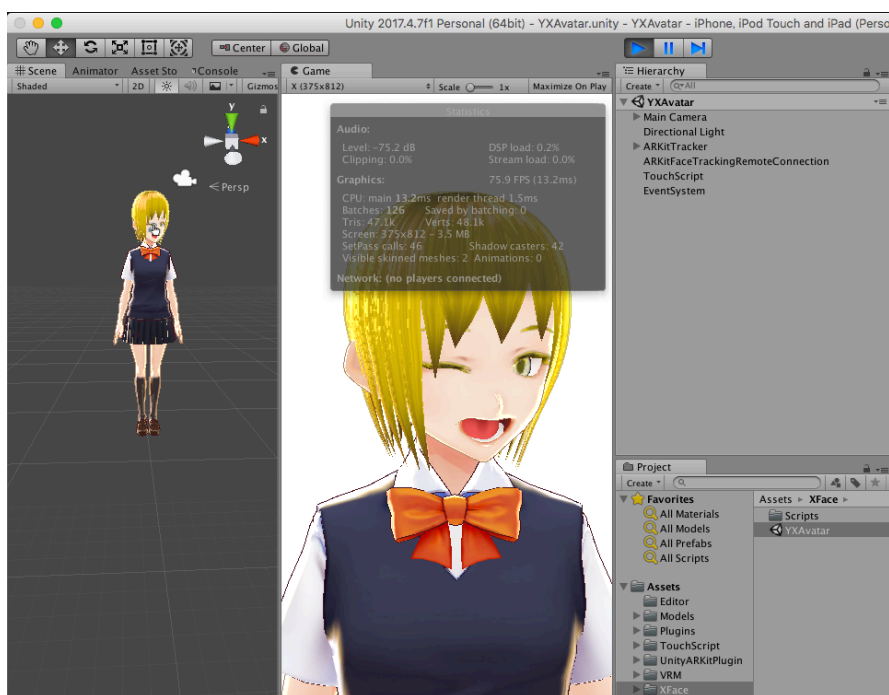 Unity 2017.4.7f1 Personal (64bit) - YXAvatar.unity - YXAvatar - iPhone, iPod Touch and iPad (Perso
Center Global
Scene Animator Asset Sto Console
Shaded 2D Gizmos
y
x
Persp
Game
X (375x812) Scale 1x Maximize On Play
Statistics
Audio:
Level: -75.2 dB DSP load: 0.2%
Clipping: 0.0% Stream load: 0.0%
Graphics: 75.9 FPS (13.2ms)
CPU: main 13.2ms render thread 1.5ms
Batches: 126 Saved by batching: 0
Tris: 47.1k Verts: 48.1k
Screen: 375x812 - 3.5 MB
SetPass calls: 46 Shadow casters: 42
Visible skinned meshes: 2 Animations: 0
Network: (no players connected)
Hierarchy
Create All
YXAvatar
Main Camera
Directional Light
ARKitTracker
ARKitFaceTrackingRemoteConnection
TouchScript
EventSystem
Project
Create
Favorites
All Materials
All Models
All Prefabs
All Scripts
Assets
Editor
Models
Plugins
TouchScript
UnityARKitPlugin
VRM
XFace
Assets XFace
Scripts
YXAvatar